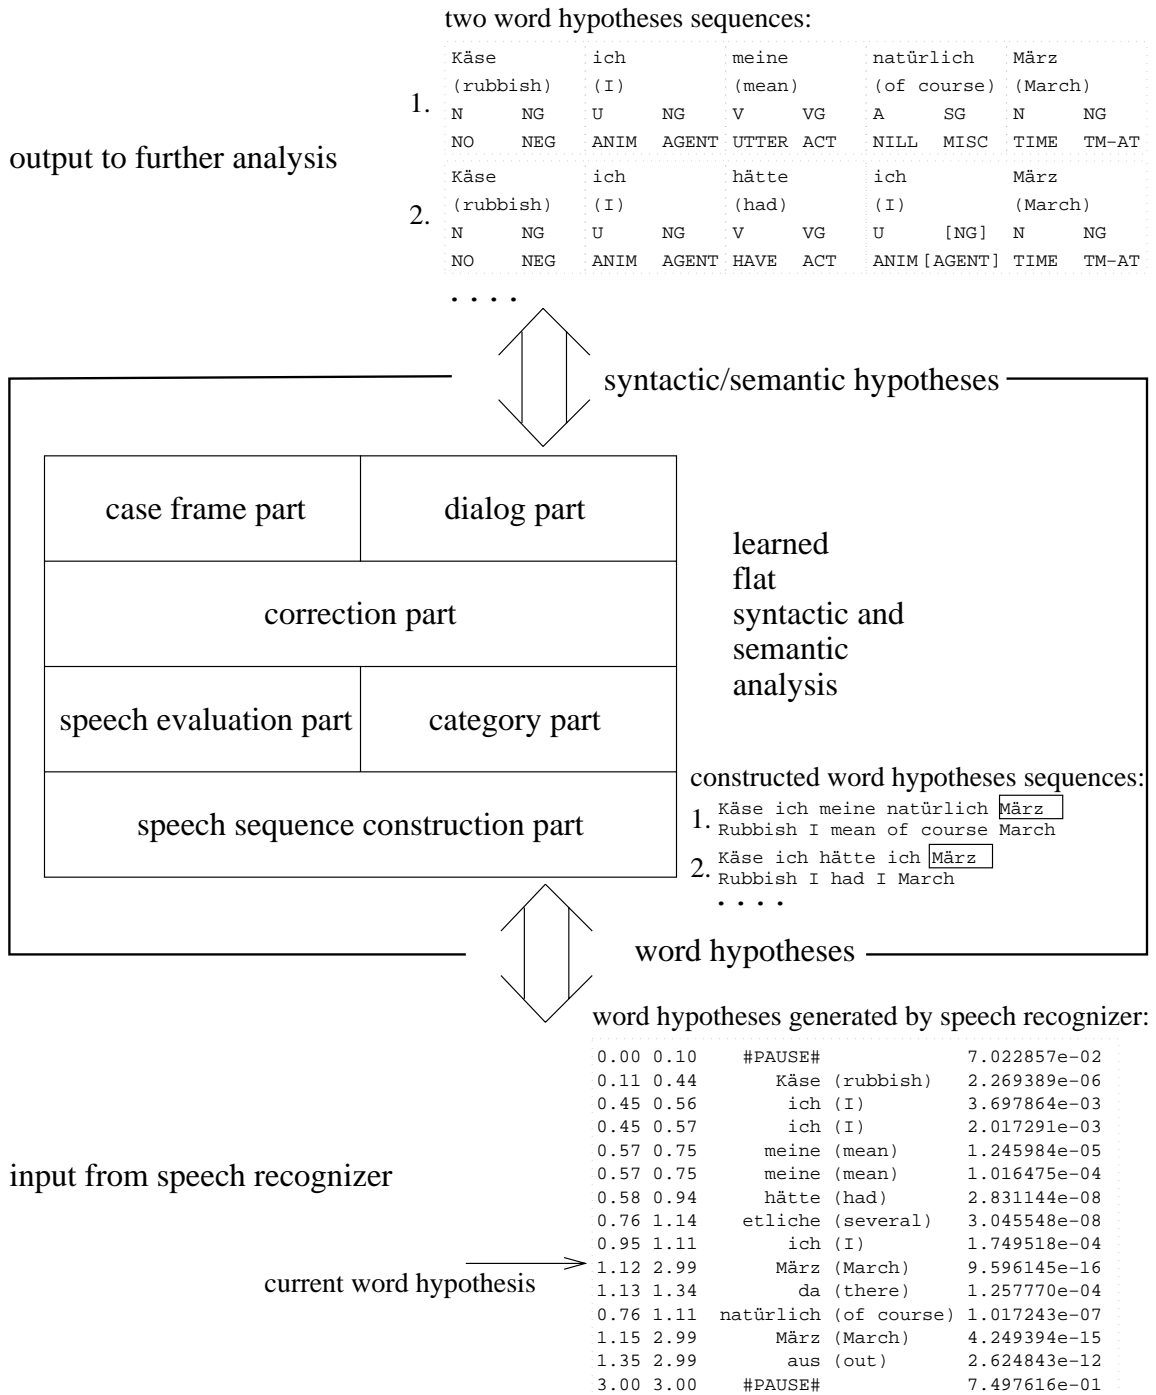 two word hypotheses sequences:
Käse ich meine natürlich März
(rubbish) (I) (mean) (of course) (March)
1.
N NG U NG V VG A SG N NG
NO NEG ANIM AGENT UTTER ACT NILL MISC TIME TM-AT
output to further analysis
Käse ich hätte ich März
(rubbish) (I) (had) (I) (March)
2.
N NG U NG V VG U [NG] N NG
NO NEG ANIM AGENT HAVE ACT ANIM [AGENT] TIME TM-AT
. . . .
syntactic/semantic hypotheses
case frame part dialog part
correction part
speech evaluation part category part
speech sequence construction part
learned
flat
syntactic and
semantic
analysis
constructed word hypotheses sequences:
1. Käse ich meine natürlich März
Rubbish I mean of course March
2. Käse ich hätte ich März
Rubbish I had I March
. . . .
word hypotheses
word hypotheses generated by speech recognizer:
0.00 0.10 #PAUSE# 7.022857e-02
0.11 0.44 Käse (rubbish) 2.269389e-06
0.45 0.56 ich (I) 3.697864e-03
0.45 0.57 ich (I) 2.017291e-03
0.57 0.75 meine (mean) 1.245984e-05
0.57 0.75 meine (mean) 1.016475e-04
0.58 0.94 hätte (had) 2.831144e-08
0.76 1.14 etliche (several) 3.045548e-08
0.95 1.11 ich (I) 1.749518e-04
1.12 2.99 März (March) 9.596145e-16
1.13 1.34 da (there) 1.257770e-04
0.76 1.11 natürlich (of course) 1.017243e-07
1.15 2.99 März (March) 4.249394e-15
1.35 2.99 aus (out) 2.624843e-12
3.00 3.00 #PAUSE# 7.497616e-01
input from speech recognizer
current word hypothesis